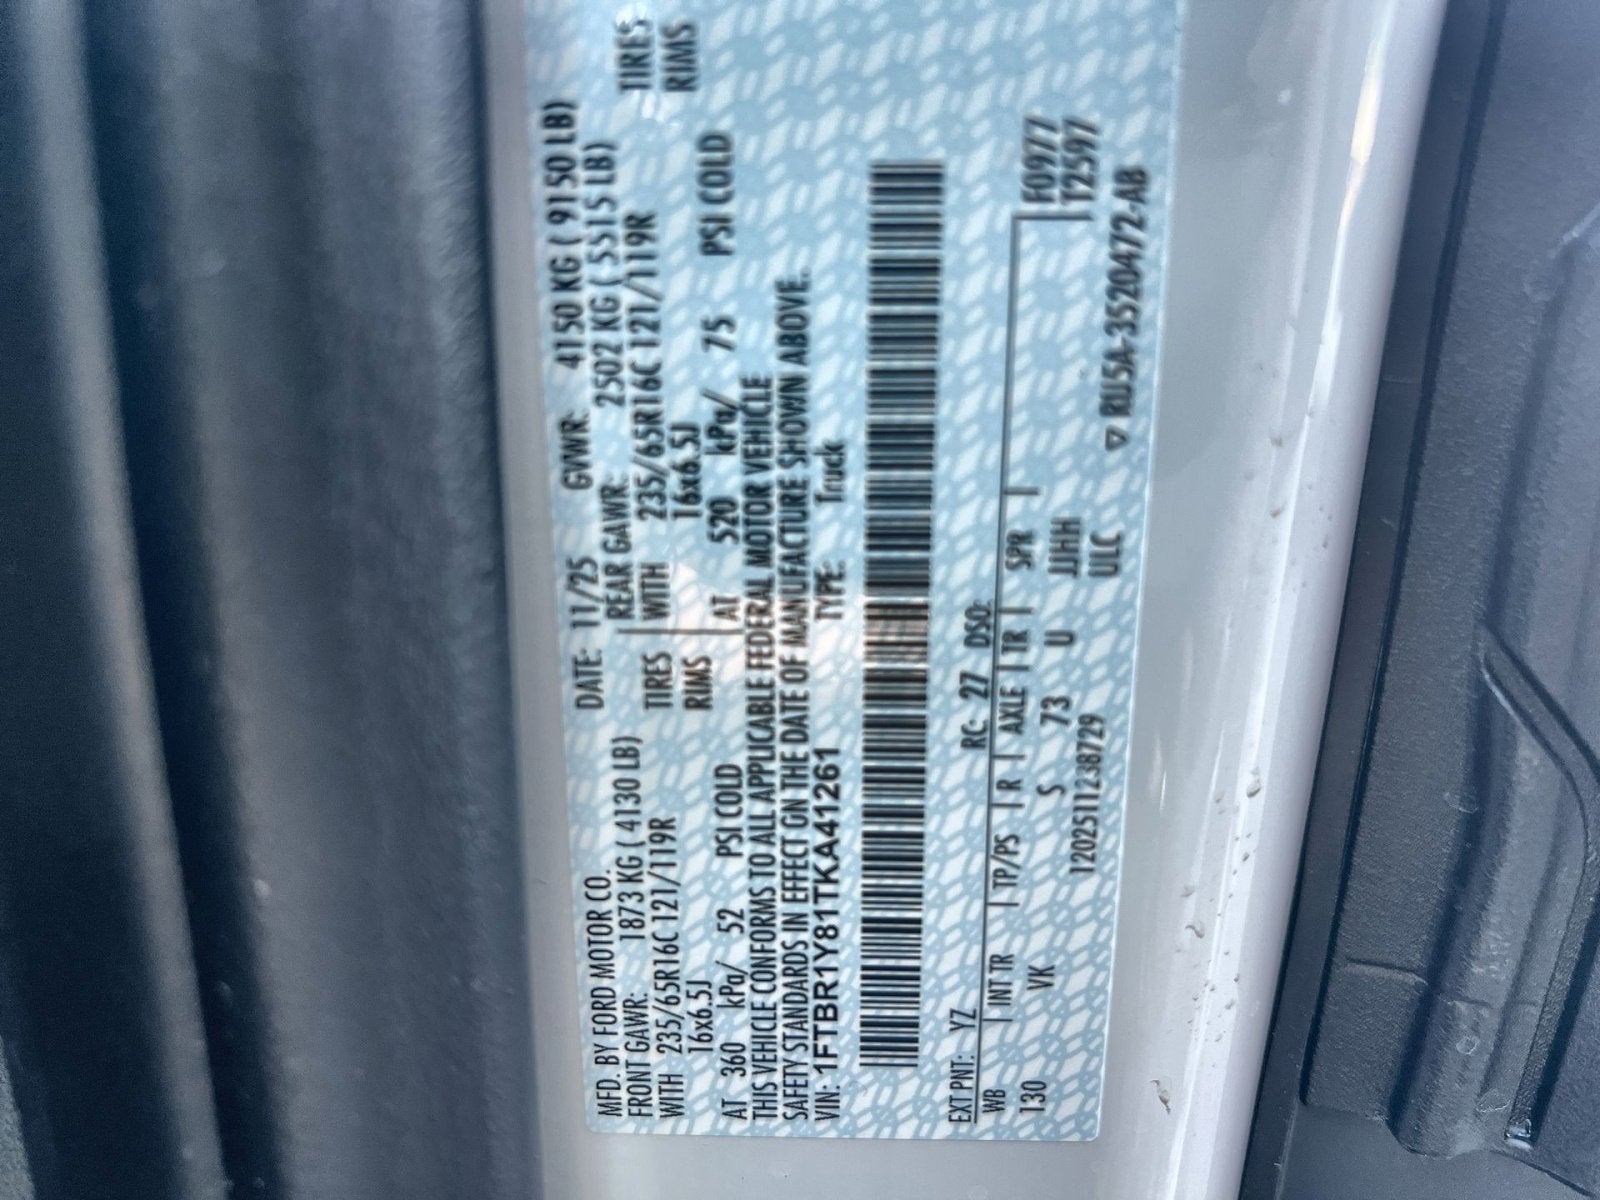 MFD. BY FORD MOTOR CO.
DATE: 11/25 GVWR: 4150 KG ( 9150 LB)
FRONT GAWR: 1873 KG ( 4130 LB) REAR GAWR: 2502 KG ( 5515 LB)
WITH 235/65R16C 121/119R TIRES WITH 235/65R16C 121/119R TIRES
16x6.5J RIMS 16x6.5J RIMS
AT 360 kPa/ 52 PSI COLD AT 520 kPa/ 75 PSI COLD
THIS VEHICLE CONFORMS TO ALL APPLICABLE FEDERAL MOTOR VEHICLE
SAFETY STANDARDS IN EFFECT ON THE DATE OF MANUFACTURE SHOWN ABOVE.
VIN: 1FTBR1Y81TKA41261 TYPE: Truck
EXT PNT: YZ RC: 27 DSO:
WB INT TR TP/PS R AXLE TR SPR F0977
130 VK S 73 U JJHH T2597
120251123872​9 ULC ▽ RU5A-3520472-AB